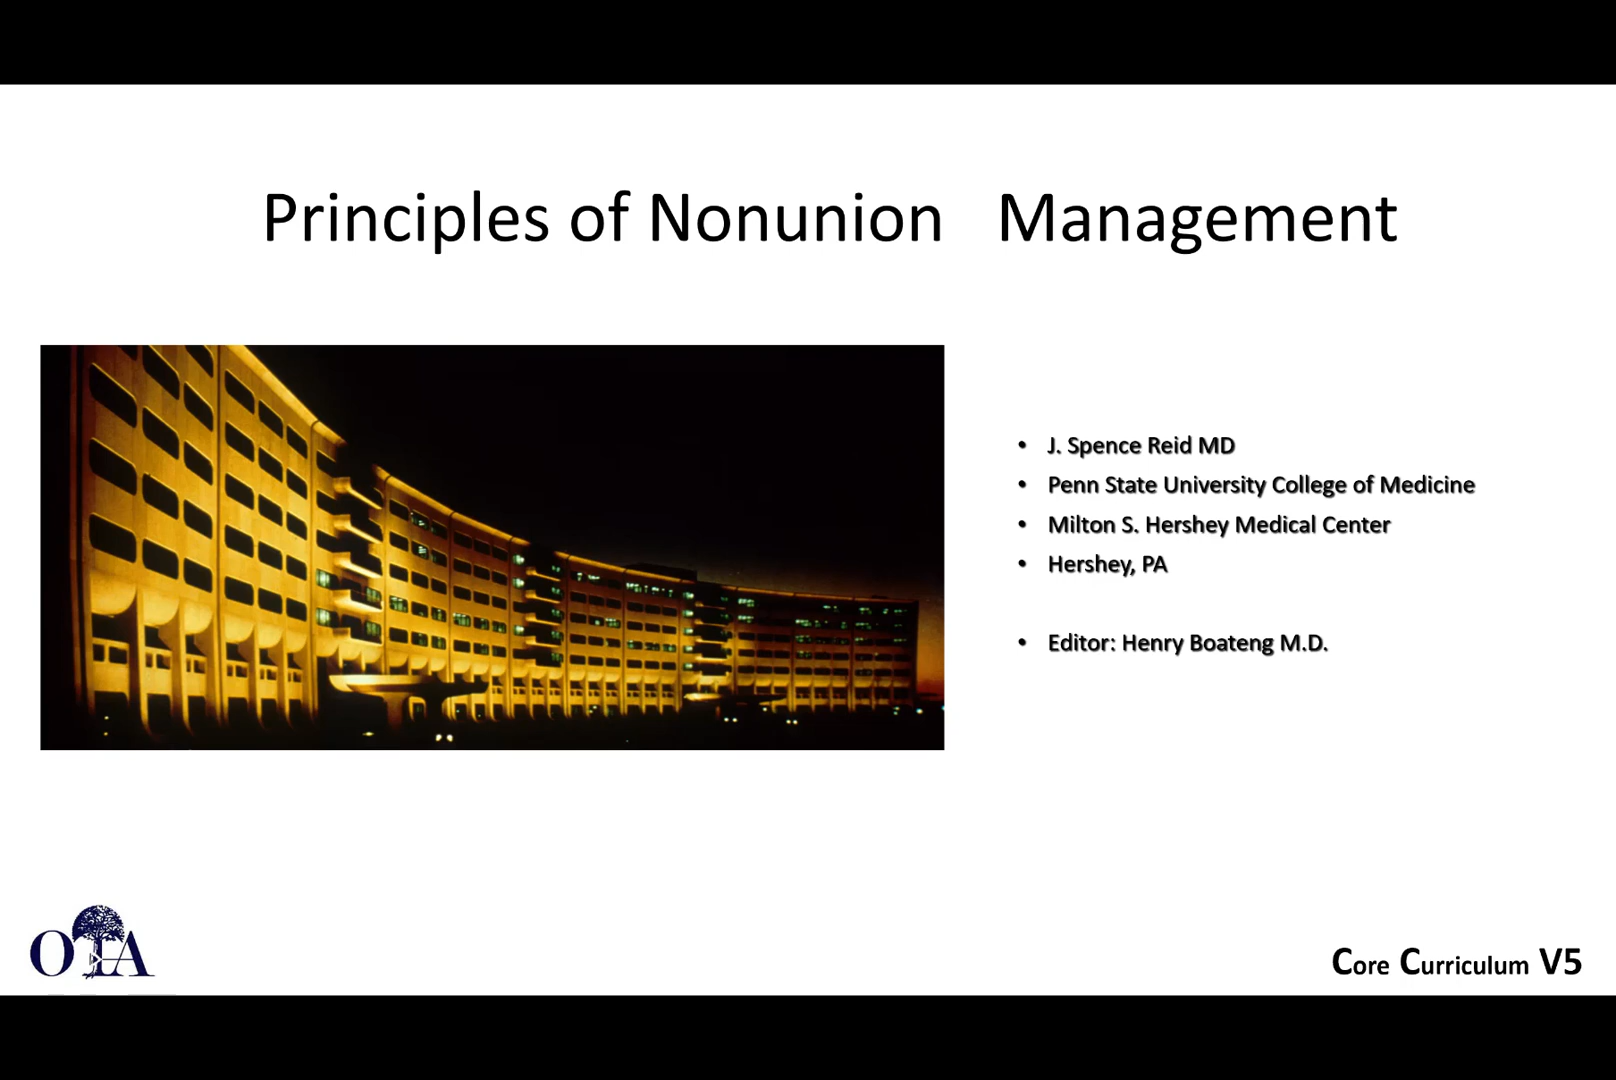 Principles of Nonunion Management
• J. Spence Reid MD
• Penn State University College of Medicine
• Milton S. Hershey Medical Center
• Hershey, PA
• Editor: Henry Boateng M.D.
OTA
Core Curriculum V5